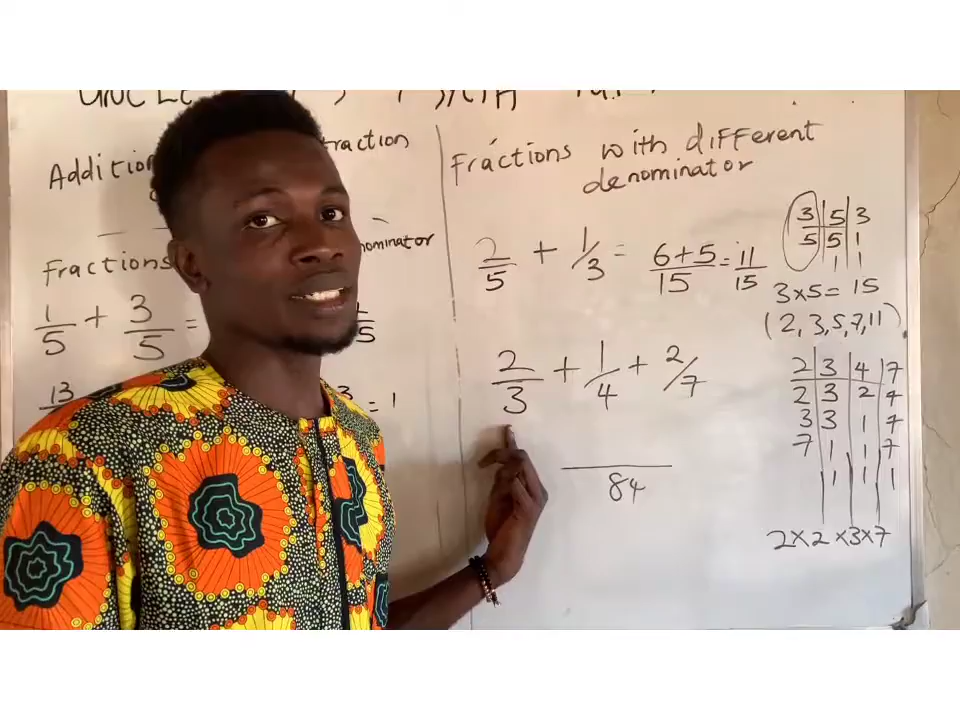 Addition
Fractions
1/5 + 3/5 =
13
= 1
Fractions with different
denominator
2/5 + 1/3 = 6+5/15 = 11/15
2/3 + 1/4 + 2/7
84
3 | 5 | 3
5 | 5 | 1
1 | 1
3×5 = 15
(2, 3, 5, 7, 11)
2 | 3 | 4 | 7
2 | 3 | 2 | 7
3 | 3 | 1 | 7
7 | 1 | 1 | 7
1 | 1 | 1
2×2×3×7